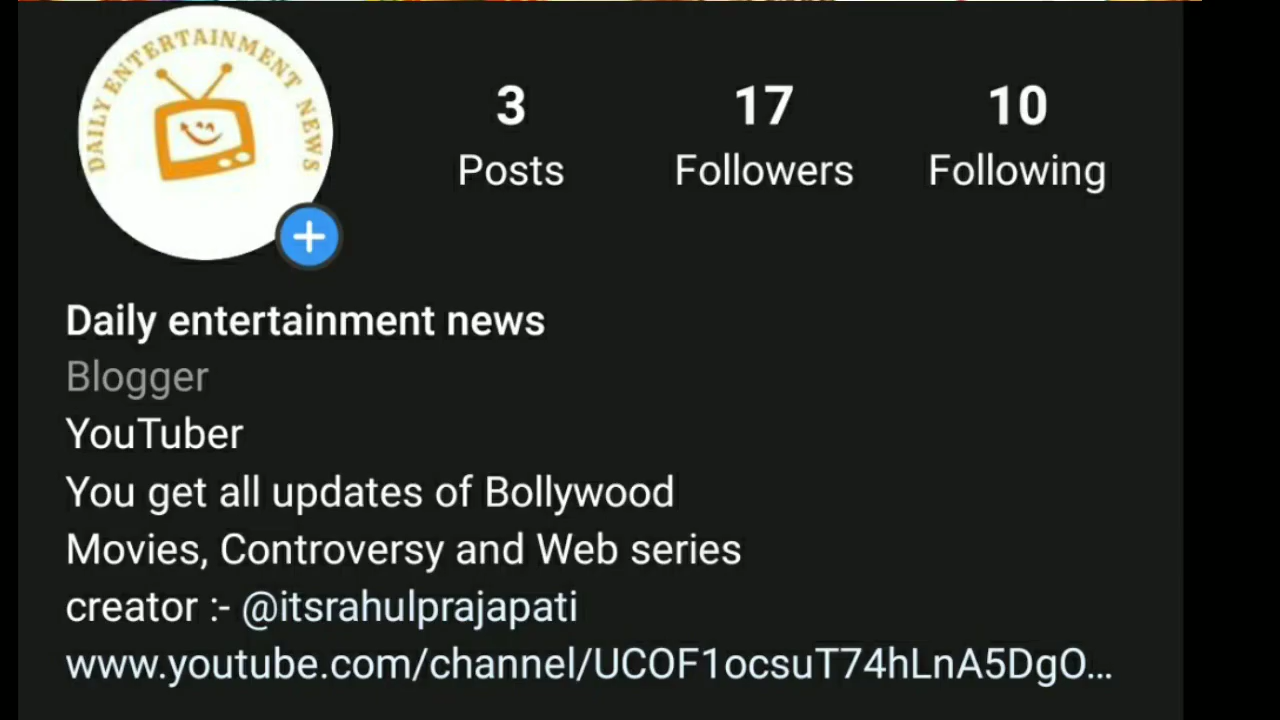 DAILY ENTERTAINMENT NEWS
3 17 10
Posts Followers Following
Daily entertainment news
Blogger
YouTuber
You get all updates of Bollywood
Movies, Controversy and Web series
creator :- @itsrahulprajapati
www.youtube.com/channel/UCOF1ocsuT74hLnA5DgO...